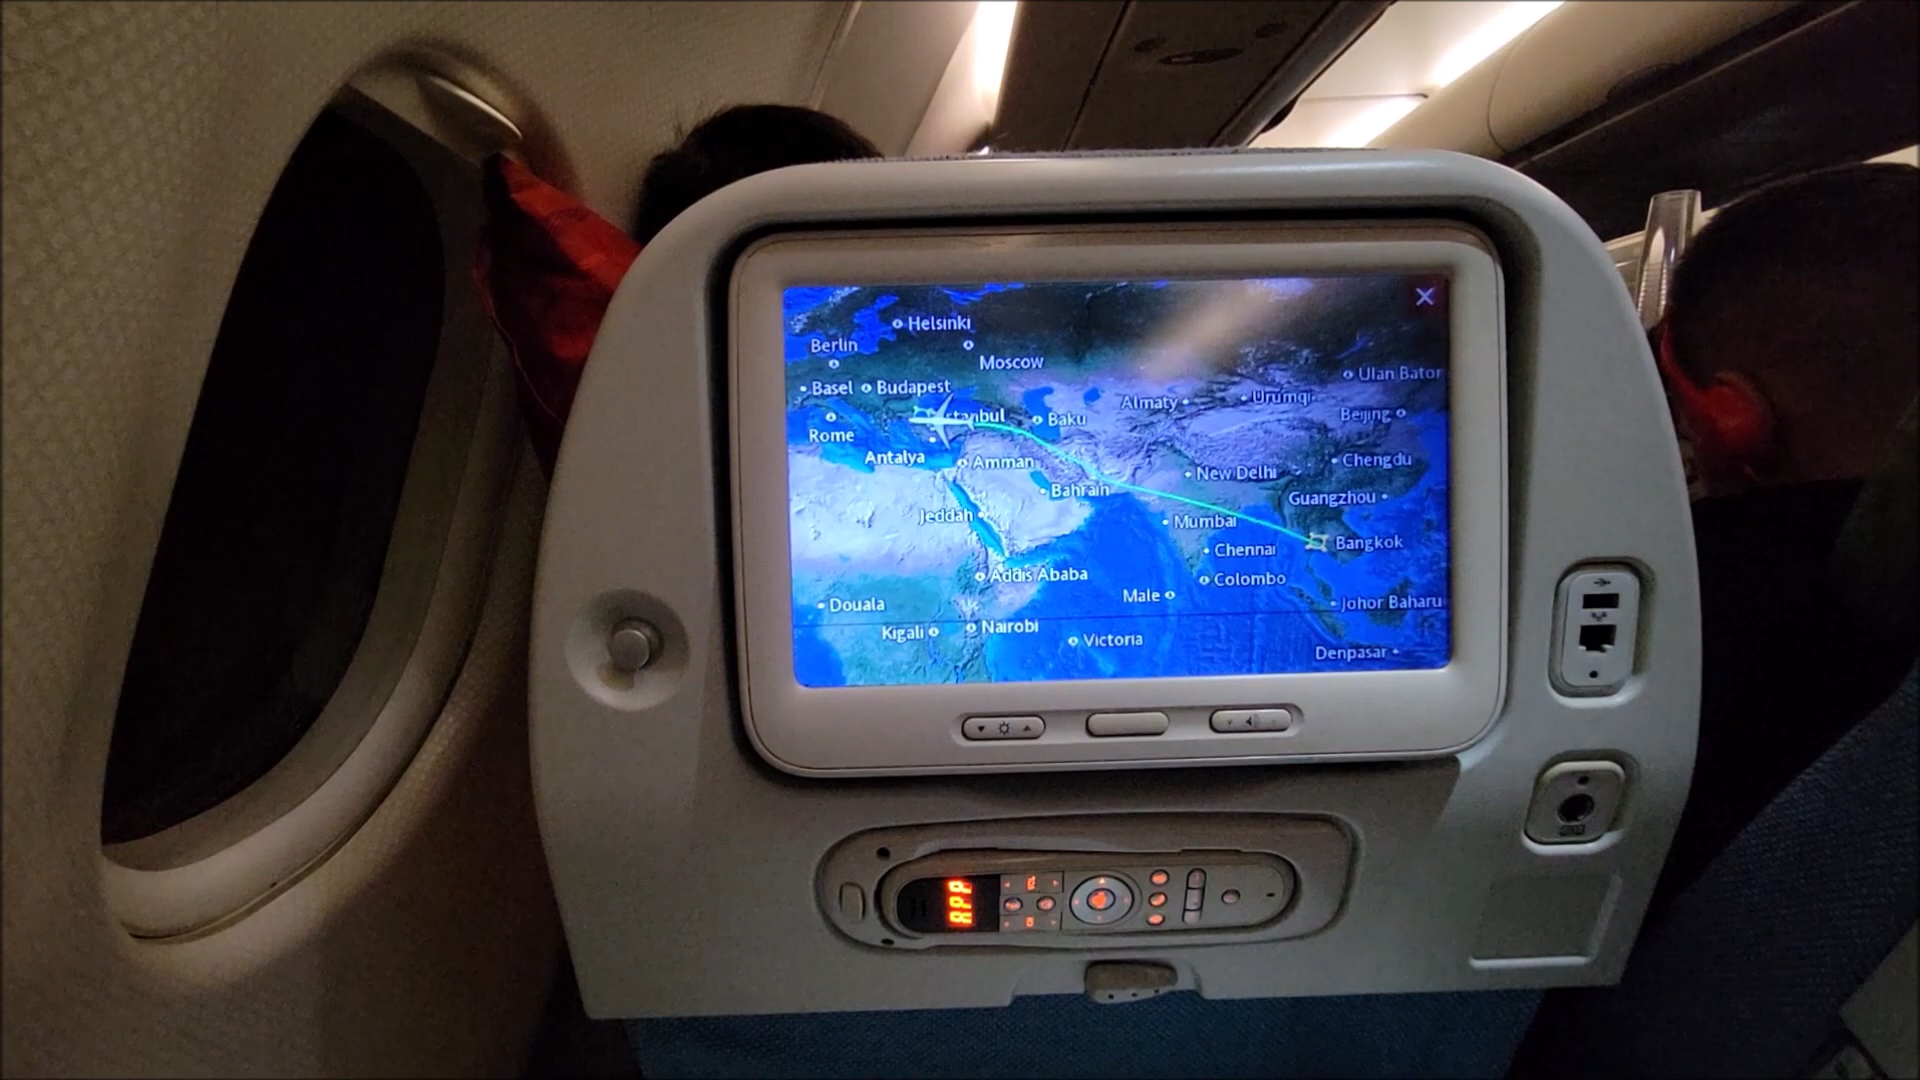 Helsinki
Berlin
Moscow
Basel
Budapest
Ulan Bator
Almaty
Urumqi
stanbul
Baku
Beijing
Rome
Antalya
Amman
New Delhi
Chengdu
Bahrain
Guangzhou
Jeddah
Mumbai
Bangkok
Chennai
Addis Ababa
Colombo
Male
Douala
Johor Baharu
Kigali
Nairobi
Victoria
Denpasar
APP